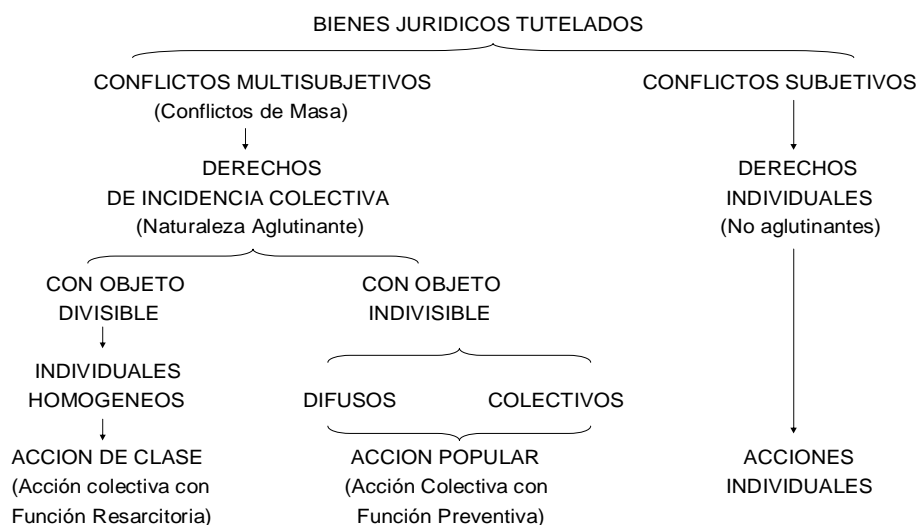 BIENES JURIDICOS TUTELADOS
CONFLICTOS MULTISUBJETIVOS
(Conflictos de Masa)
CONFLICTOS SUBJETIVOS
DERECHOS
DE INCIDENCIA COLECTIVA
(Naturaleza Aglutinante)
DERECHOS
INDIVIDUALES
(No aglutinantes)
CON OBJETO
DIVISIBLE
CON OBJETO
INDIVISIBLE
INDIVIDUALES
HOMOGENEOS
DIFUSOS
COLECTIVOS
ACCION DE CLASE
(Acción colectiva con
Función Resarcitoria)
ACCION POPULAR
(Acción Colectiva con
Función Preventiva)
ACCIONES
INDIVIDUALES